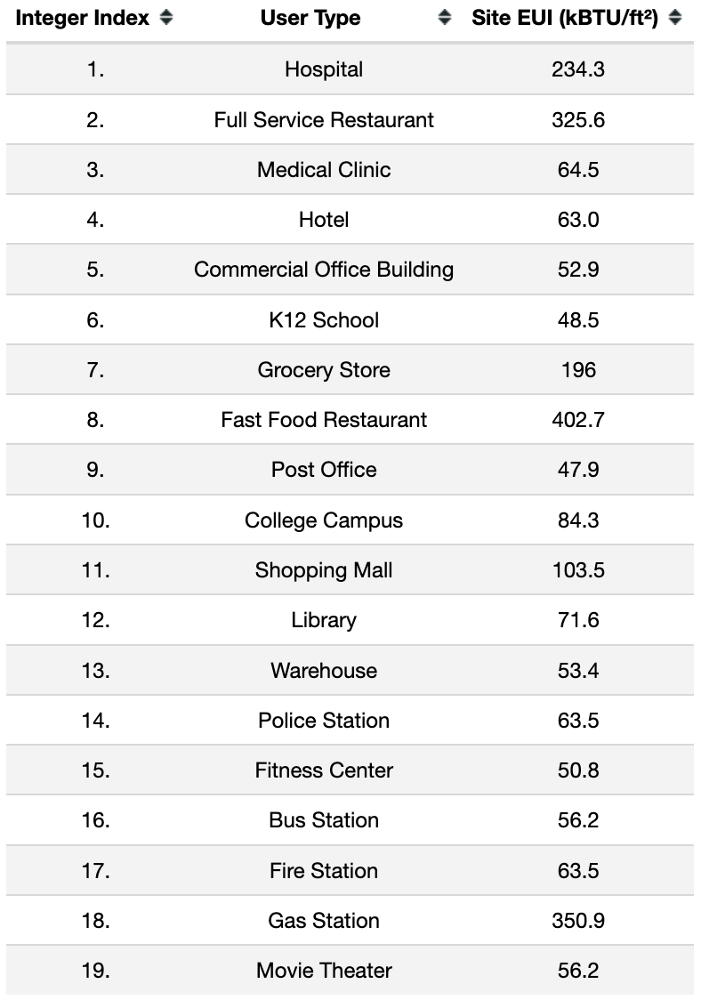 Integer Index User Type Site EUI (kBTU/ft²)
1. Hospital 234.3
2. Full Service Restaurant 325.6
3. Medical Clinic 64.5
4. Hotel 63.0
5. Commercial Office Building 52.9
6. K12 School 48.5
7. Grocery Store 196
8. Fast Food Restaurant 402.7
9. Post Office 47.9
10. College Campus 84.3
11. Shopping Mall 103.5
12. Library 71.6
13. Warehouse 53.4
14. Police Station 63.5
15. Fitness Center 50.8
16. Bus Station 56.2
17. Fire Station 63.5
18. Gas Station 350.9
19. Movie Theater 56.2